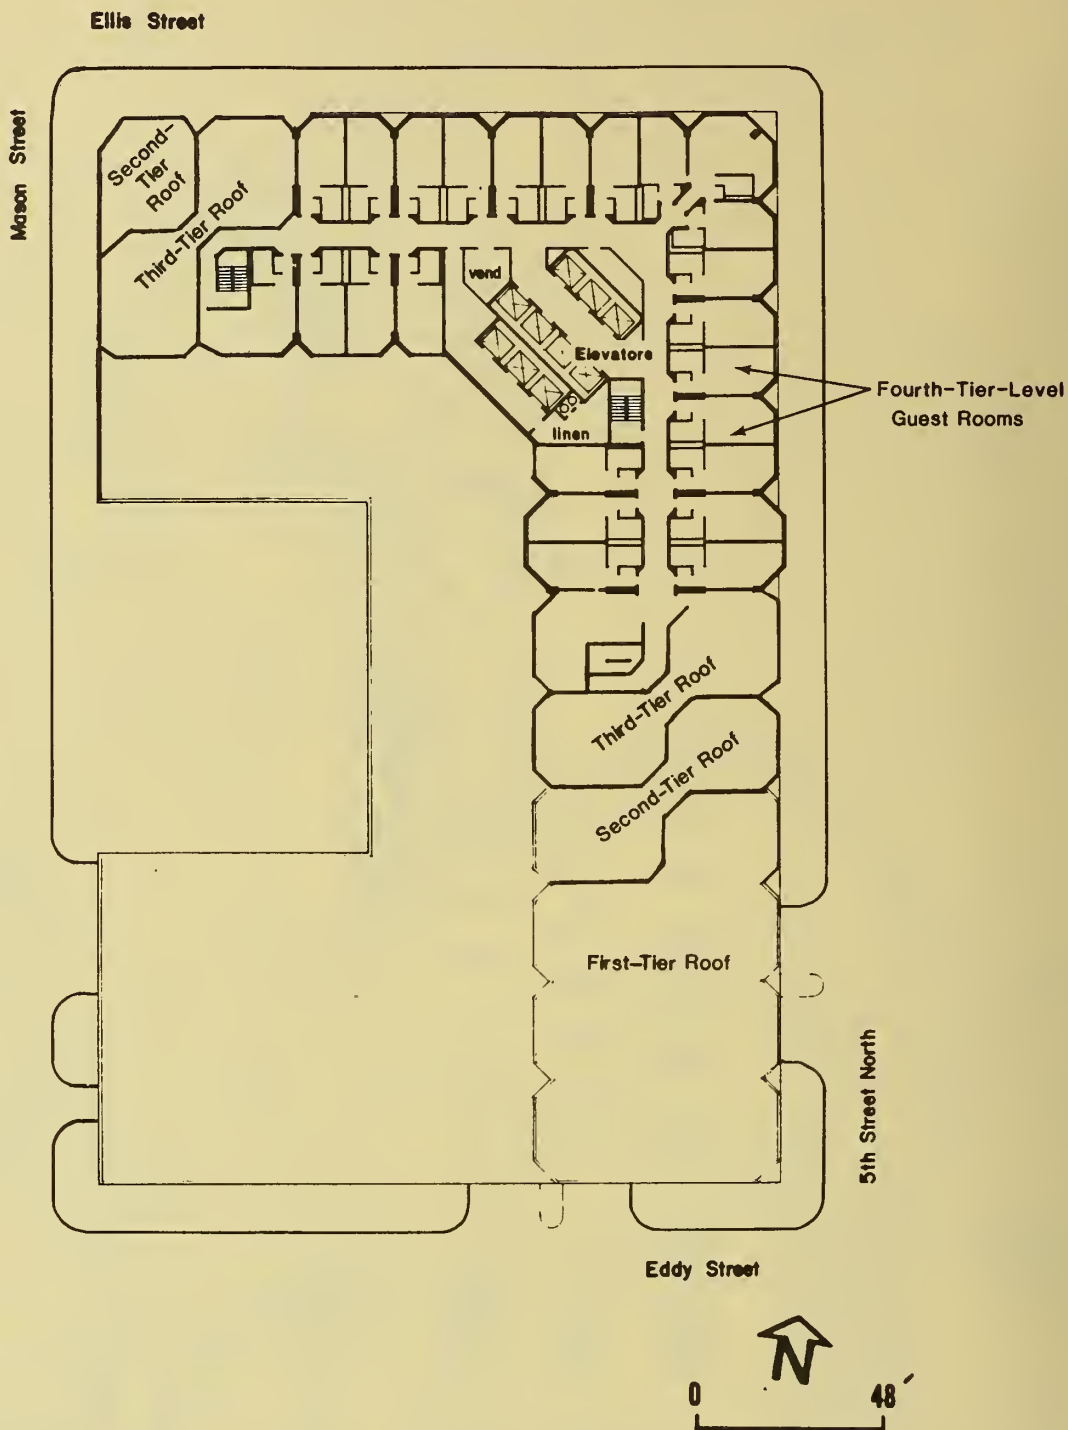 Ellis Street
Mason Street
Second-
Tier
Roof
Third-Tier Roof
vend
Elevators
linen
Fourth-Tier-Level
Guest Rooms
Third-Tier Roof
Second-Tier Roof
First-Tier Roof
5th Street North
Eddy Street
N
0 48'